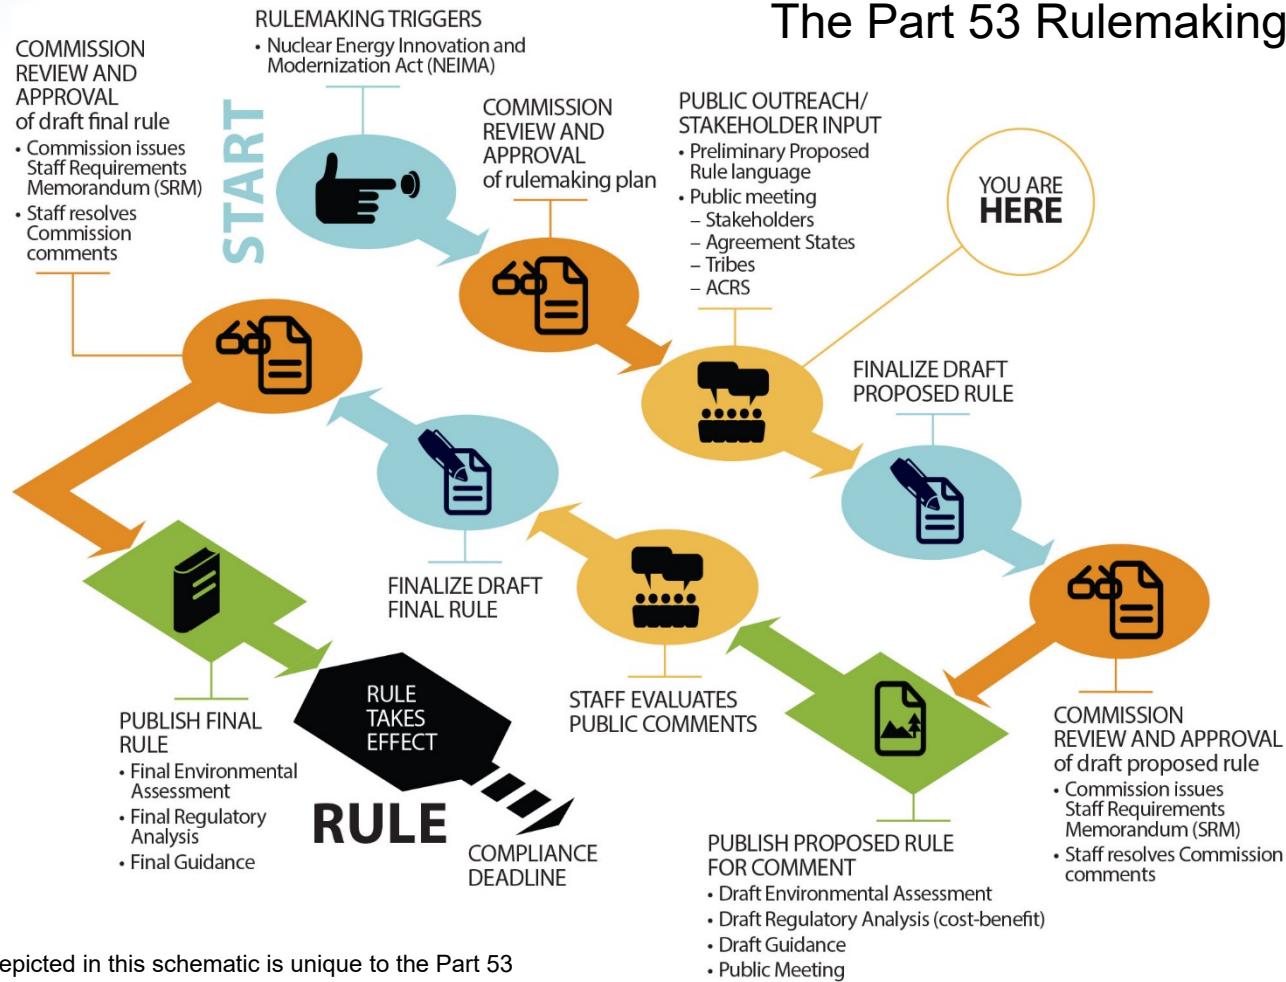 The Part 53 Rulemaking
RULEMAKING TRIGGERS
• Nuclear Energy Innovation and
Modernization Act (NEIMA)
START
COMMISSION
REVIEW AND
APPROVAL
of rulemaking plan
PUBLIC OUTREACH/
STAKEHOLDER INPUT
• Preliminary Proposed
Rule language
• Public meeting
– Stakeholders
– Agreement States
– Tribes
– ACRS
YOU ARE
HERE
FINALIZE DRAFT
PROPOSED RULE
COMMISSION
REVIEW AND APPROVAL
of draft proposed rule
• Commission issues
Staff Requirements
Memorandum (SRM)
• Staff resolves Commission
comments
PUBLISH PROPOSED RULE
FOR COMMENT
• Draft Environmental Assessment
• Draft Regulatory Analysis (cost-benefit)
• Draft Guidance
• Public Meeting
STAFF EVALUATES
PUBLIC COMMENTS
FINALIZE DRAFT
FINAL RULE
COMMISSION
REVIEW AND
APPROVAL
of draft final rule
• Commission issues
Staff Requirements
Memorandum (SRM)
• Staff resolves
Commission
comments
PUBLISH FINAL
RULE
• Final Environmental
Assessment
• Final Regulatory
Analysis
• Final Guidance
RULE
TAKES
EFFECT
RULE
COMPLIANCE
DEADLINE
epicted in this schematic is unique to the Part 53